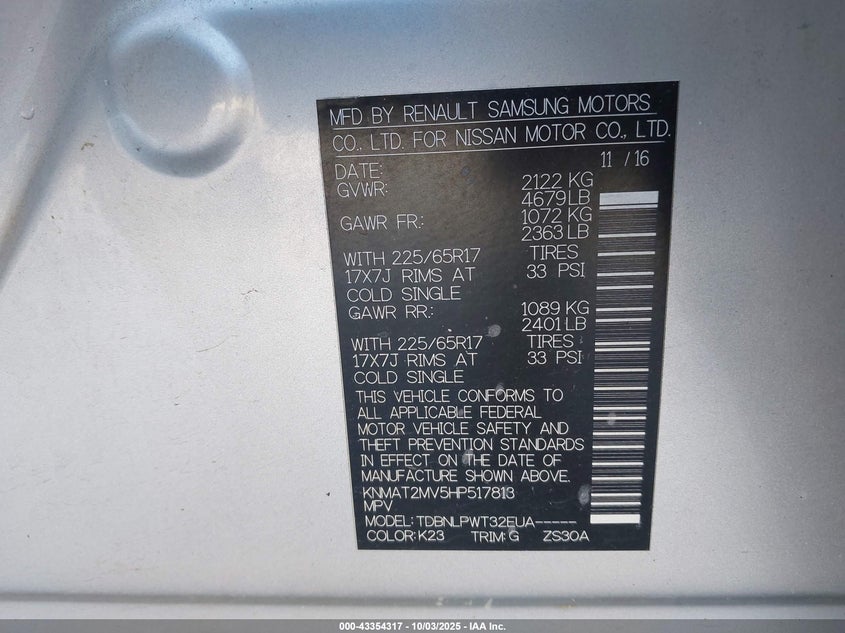 MFD BY RENAULT SAMSUNG MOTORS
CO., LTD. FOR NISSAN MOTOR CO., LTD.
DATE: 11 / 16
GVWR: 2122 KG
4679 LB
GAWR FR.: 1072 KG
2363 LB
WITH 225/65R17 TIRES
17X7J RIMS AT 33 PSI
COLD SINGLE
GAWR RR.: 1089 KG
2401 LB
WITH 225/65R17 TIRES
17X7J RIMS AT 33 PSI
COLD SINGLE
THIS VEHICLE CONFORMS TO
ALL APPLICABLE FEDERAL
MOTOR VEHICLE SAFETY AND
THEFT PREVENTION STANDARDS
IN EFFECT ON THE DATE OF
MANUFACTURE SHOWN ABOVE.
KNMAT2MV5HP517813
MPV
MODEL: TDBNLPWT32EUA-----
COLOR: K23 TRIM: G ZS30A
000-43354317 - 10/03/2025 - IAA Inc.